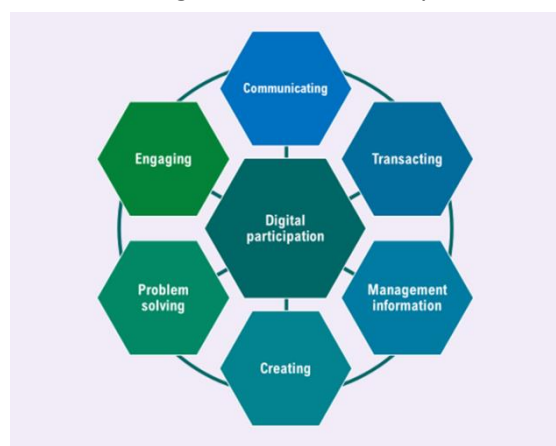 Communicating
Engaging
Transacting
Digital
participation
Problem
solving
Management
information
Creating